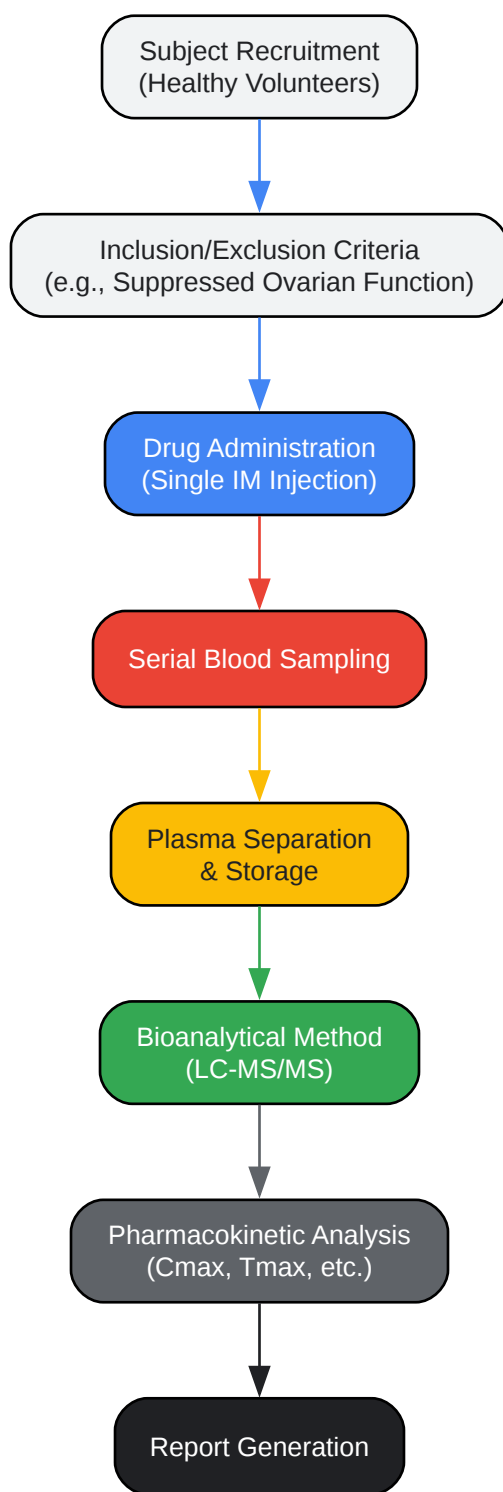 Subject Recruitment
(Healthy Volunteers)
Inclusion/Exclusion Criteria
(e.g., Suppressed Ovarian Function)
Drug Administration
(Single IM Injection)
Serial Blood Sampling
Plasma Separation
& Storage
Bioanalytical Method
(LC-MS/MS)
Pharmacokinetic Analysis
(Cmax, Tmax, etc.)
Report Generation